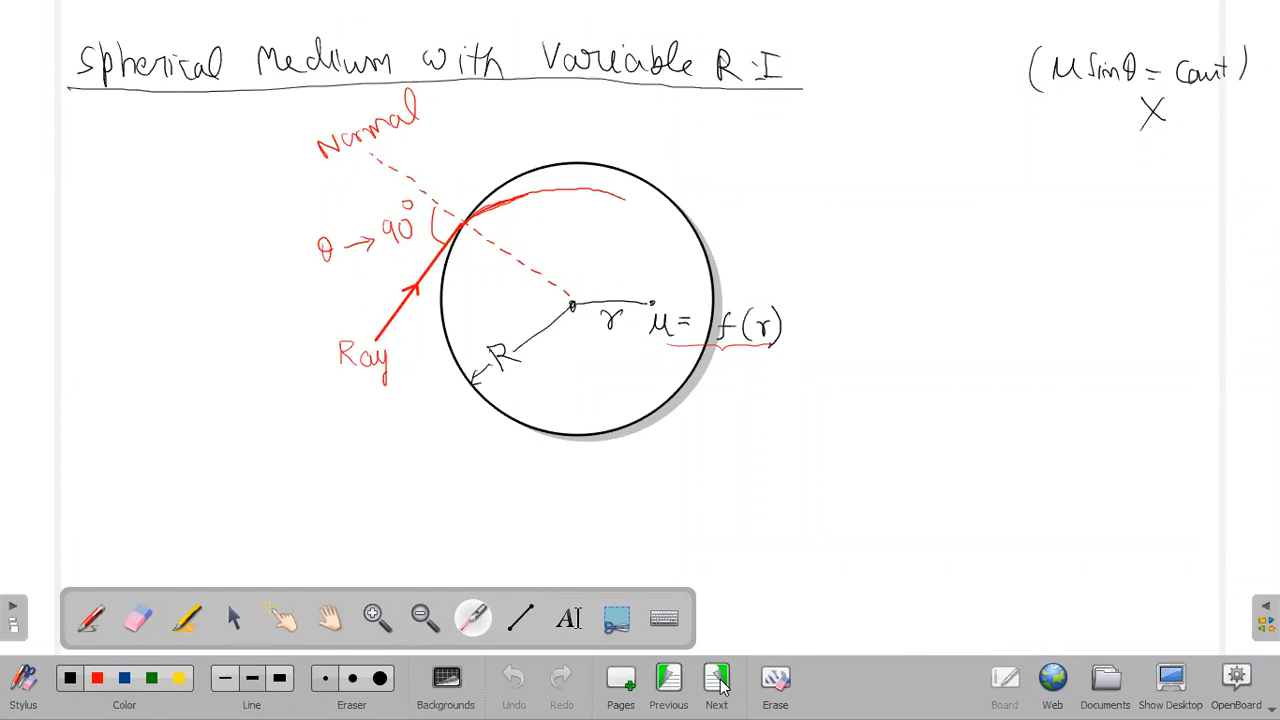 Spherical Medium with Variable R.I
(μ Sinθ = Const)
X
Normal
θ → 90°
Ray
R
r
μ = f(r)
Stylus
Color
Line
Eraser
Backgrounds
Undo
Redo
Pages
Previous
Next
Erase
Board
Web
Documents
Show Desktop
OpenBoard